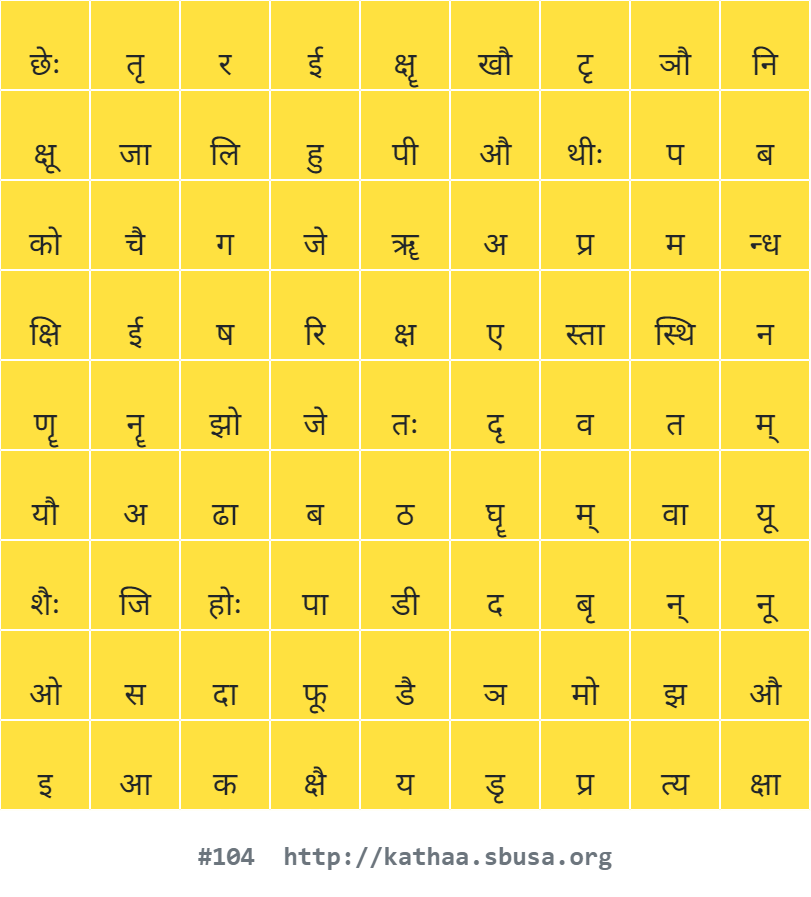 छेः तृ र ई क्षॄ खौ टृ ञौ नि
क्षू जा लि हु पी औ थीः प ब
को चै ग जे ॠ अ प्र म न्ध
क्षि ई ष रि क्ष ए स्ता स्थि न
णॄ नॄ झो जे तः दृ व त म्
यौ अ ढा ब ठ घॄ म् वा यू
शैः जि होः पा डी द बृ न् नू
ओ स दा फू डै ञ मो झ औ
इ आ क क्षै य डृ प्र त्य क्षा
#104 http://kathaa.sbusa.org